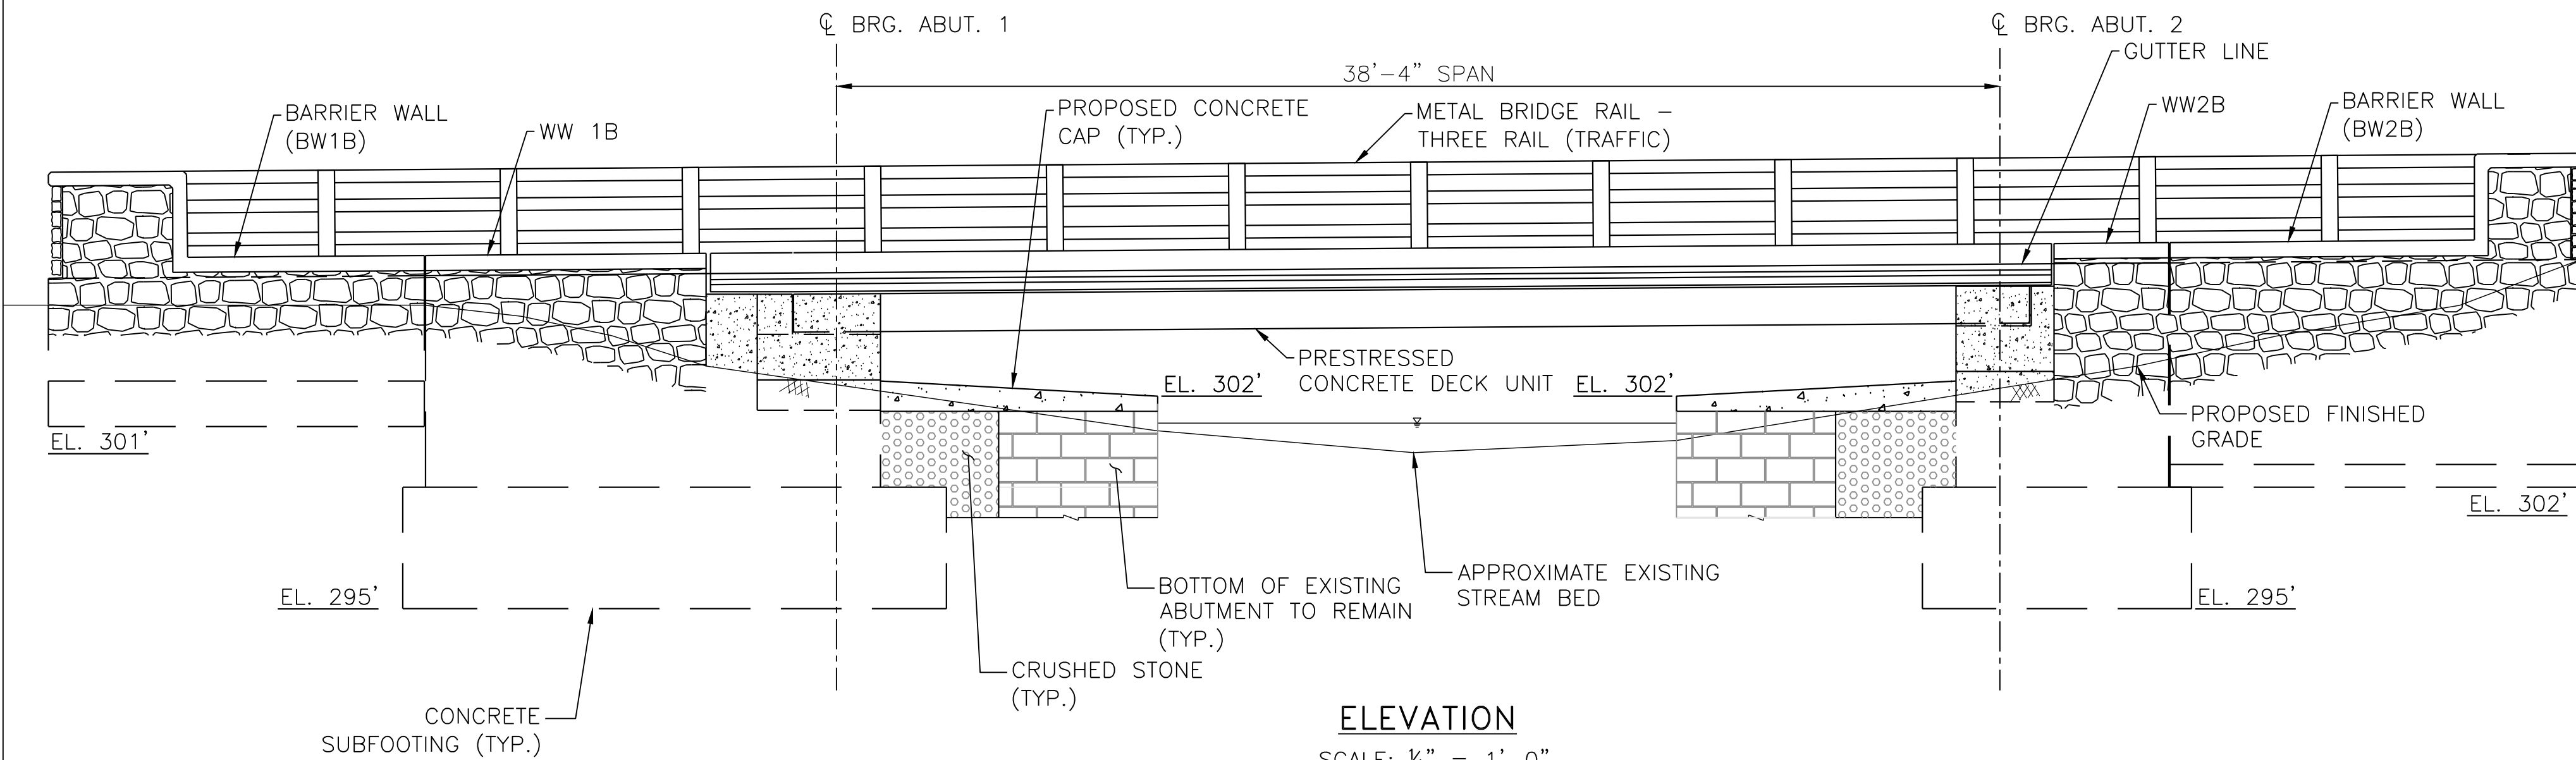 ℄ BRG. ABUT. 1
℄ BRG. ABUT. 2
GUTTER LINE
38'-4" SPAN
BARRIER WALL
(BW1B)
WW 1B
PROPOSED CONCRETE
CAP (TYP.)
METAL BRIDGE RAIL –
THREE RAIL (TRAFFIC)
WW2B
BARRIER WALL
(BW2B)
PRESTRESSED
CONCRETE DECK UNIT
EL. 302'
EL. 302'
PROPOSED FINISHED
GRADE
EL. 301'
EL. 302'
EL. 295'
EL. 295'
BOTTOM OF EXISTING
ABUTMENT TO REMAIN
(TYP.)
APPROXIMATE EXISTING
STREAM BED
CRUSHED STONE
(TYP.)
CONCRETE
SUBFOOTING (TYP.)
ELEVATION
SCALE: = 1' 0"